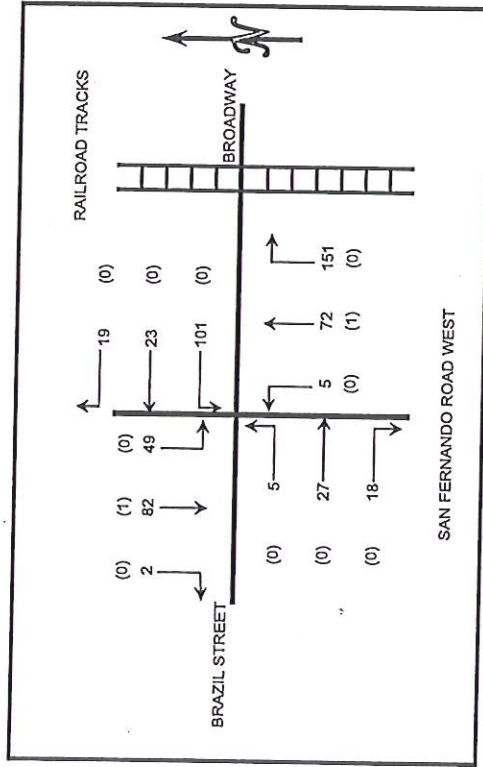 RAILROAD TRACKS
N
(0) (1) (0)
2 82 49
19 (0)
23 (0)
101 (0)
BRAZIL STREET
BROADWAY
(0) 5
(0) 27
(0) 18
5 72 151
(0) (1) (0)
SAN FERNANDO ROAD WEST